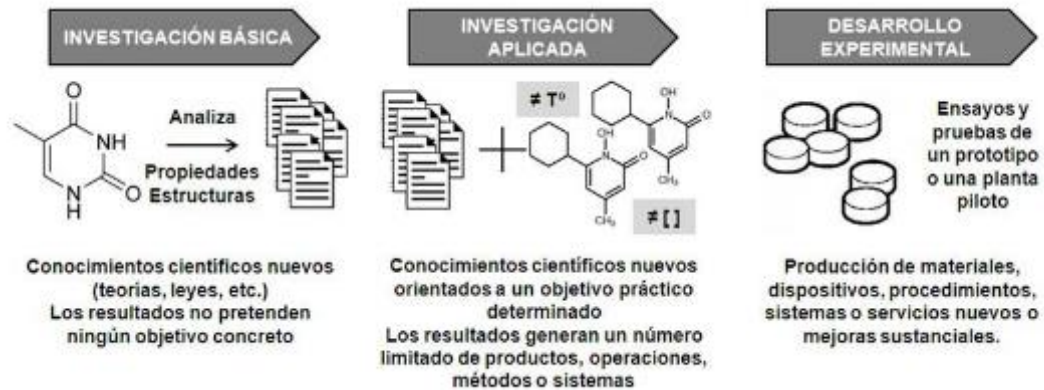 INVESTIGACIÓN BÁSICA
O
NH
N
H
O
Analiza
Propiedades
Estructuras
Conocimientos científicos nuevos
(teorías, leyes, etc.)
Los resultados no pretenden
ningún objetivo concreto
INVESTIGACIÓN
APLICADA
≠ Tº
OH
N
O
CH₃
OH
N
O
CH₃
≠ [ ]
Conocimientos científicos nuevos
orientados a un objetivo práctico
determinado
Los resultados generan un número
limitado de productos, operaciones,
métodos o sistemas
DESARROLLO
EXPERIMENTAL
Ensayos y
pruebas de
un prototipo
o una planta
piloto
Producción de materiales,
dispositivos, procedimientos,
sistemas o servicios nuevos o
mejoras sustanciales.